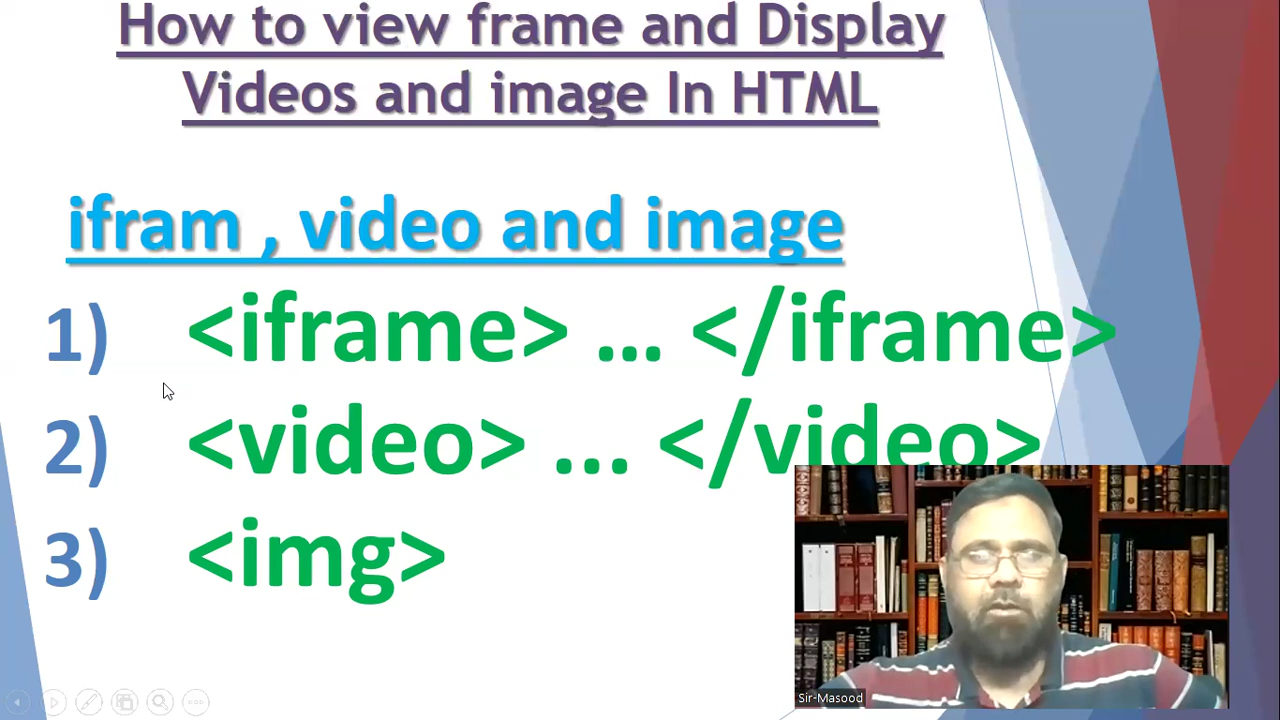 How to view frame and Display
Videos and image In HTML
ifram , video and image
1) <iframe> ... </iframe>
2) <video> ... </video>
3) <img>
Sir-Masood